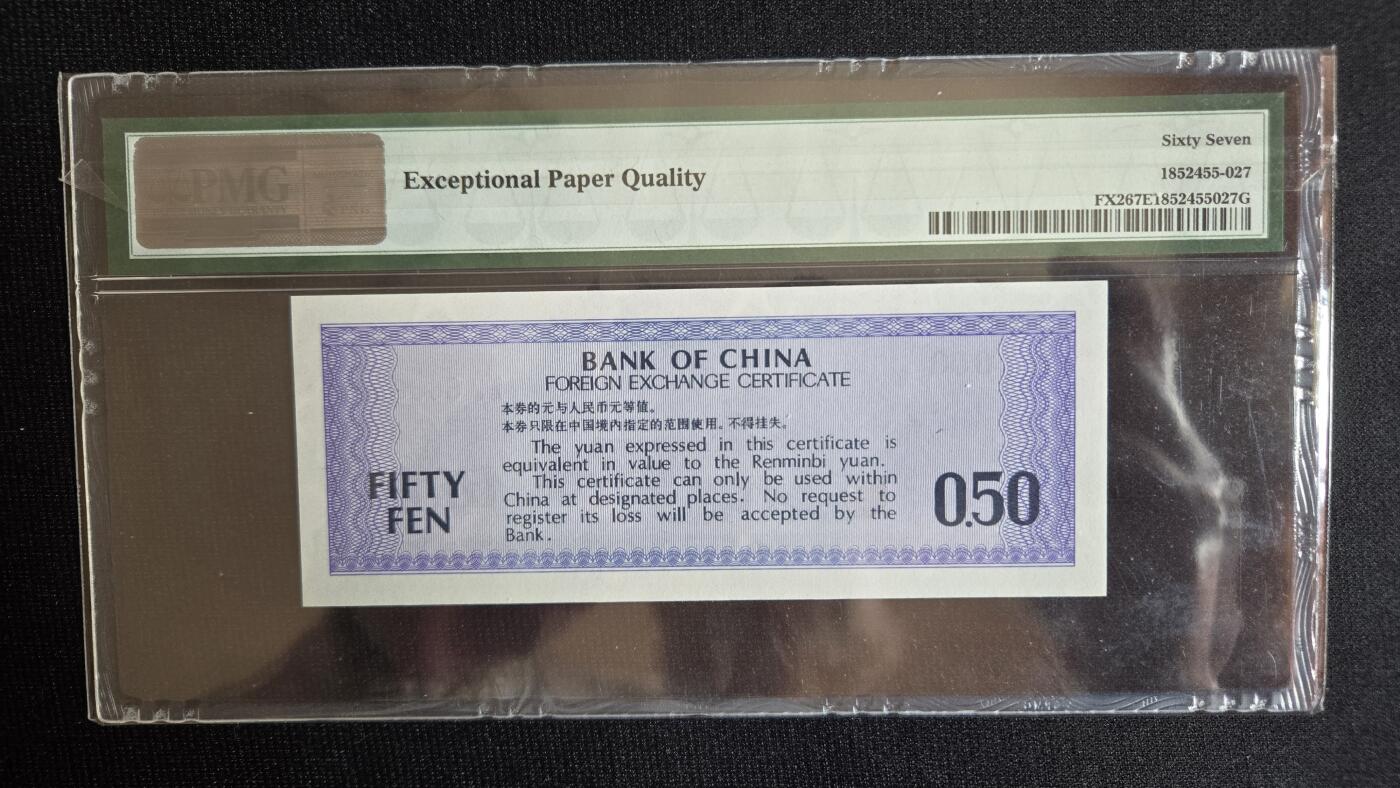 PMG
Exceptional Paper Quality
Sixty Seven
1852455-027
FX267E1852455027G
BANK OF CHINA
FOREIGN EXCHANGE CERTIFICATE
本券的元与人民币元等值。
本券只限在中国境内指定的范围使用。不得挂失。
The yuan expressed in this certificate is
equivalent in value to the Renminbi yuan.
This certificate can only be used within
China at designated places. No request to
register its loss will be accepted by the
Bank.
FIFTY
FEN
0.50